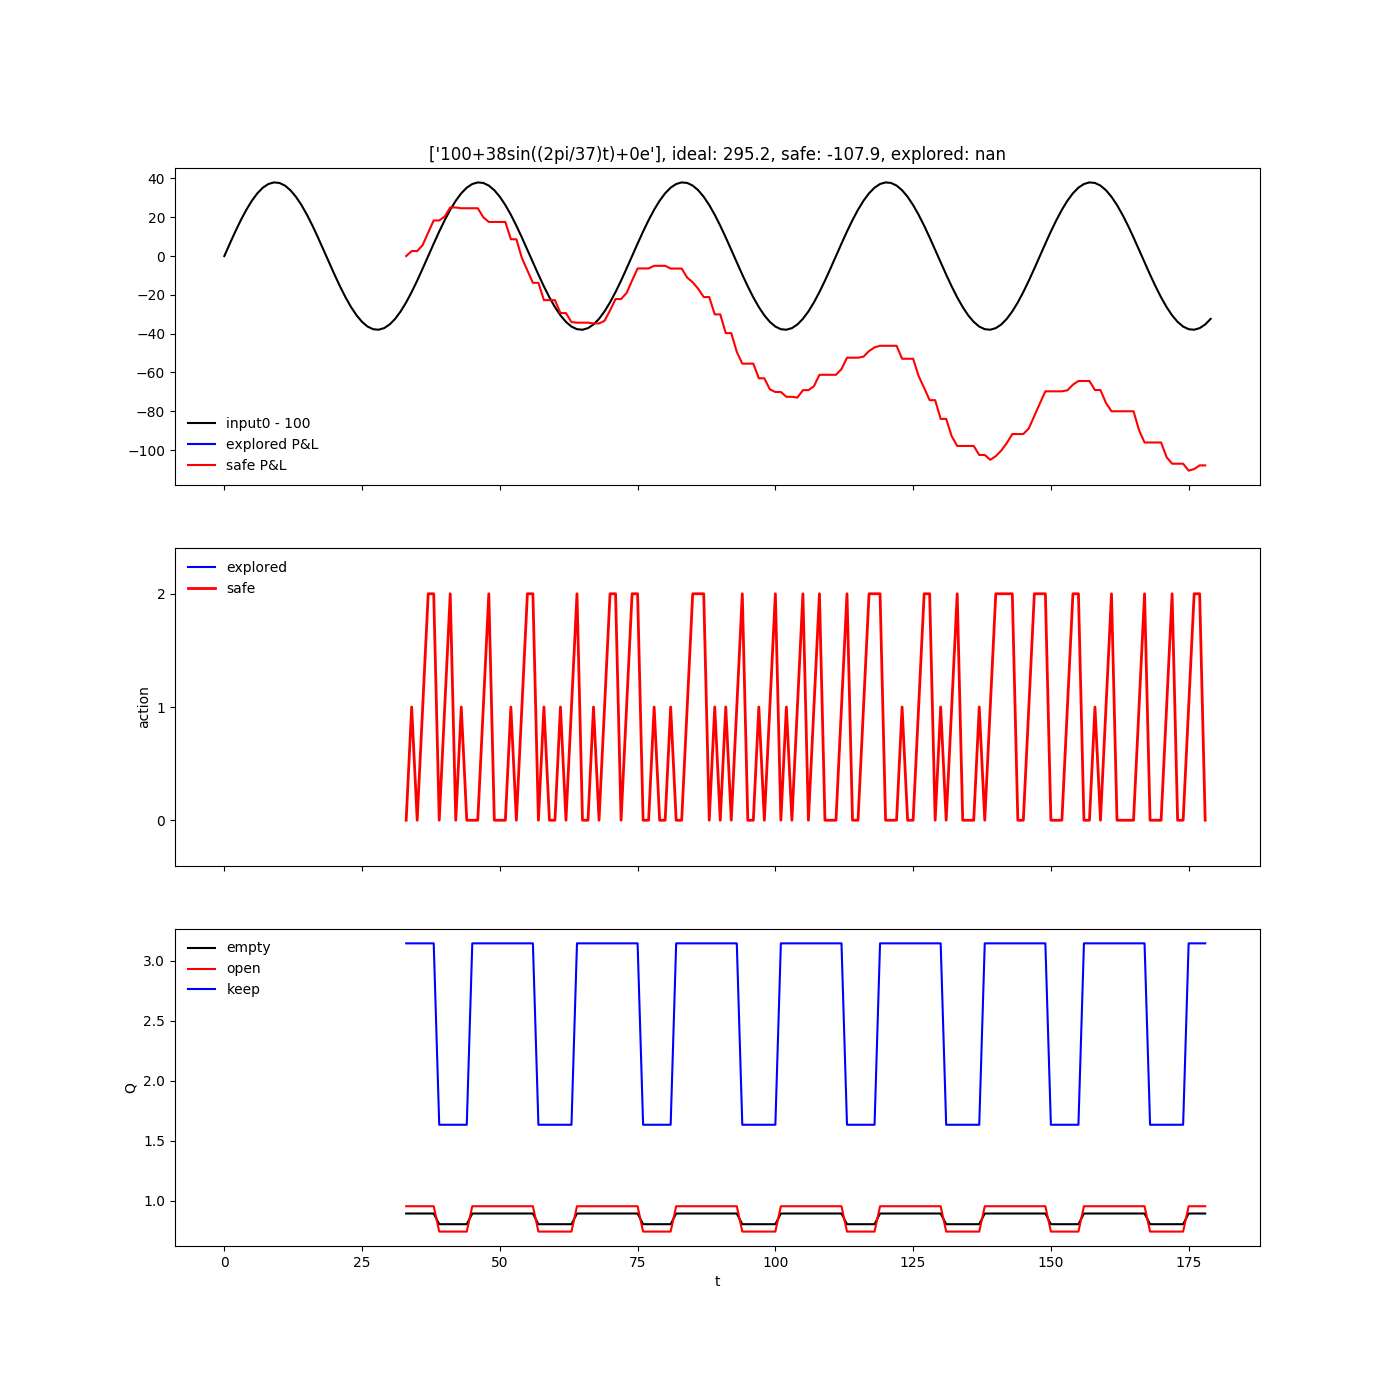 ['100+38sin((2pi/37)t)+0e'], ideal: 295.2, safe: -107.9, explored: nan
40
20
0
−20
−40
−60
−80
−100
input0 - 100
explored P&L
safe P&L
2
1
0
action
explored
safe
3.0
2.5
2.0
1.5
1.0
Q
empty
open
keep
0 25 50 75 100 125 150 175
t